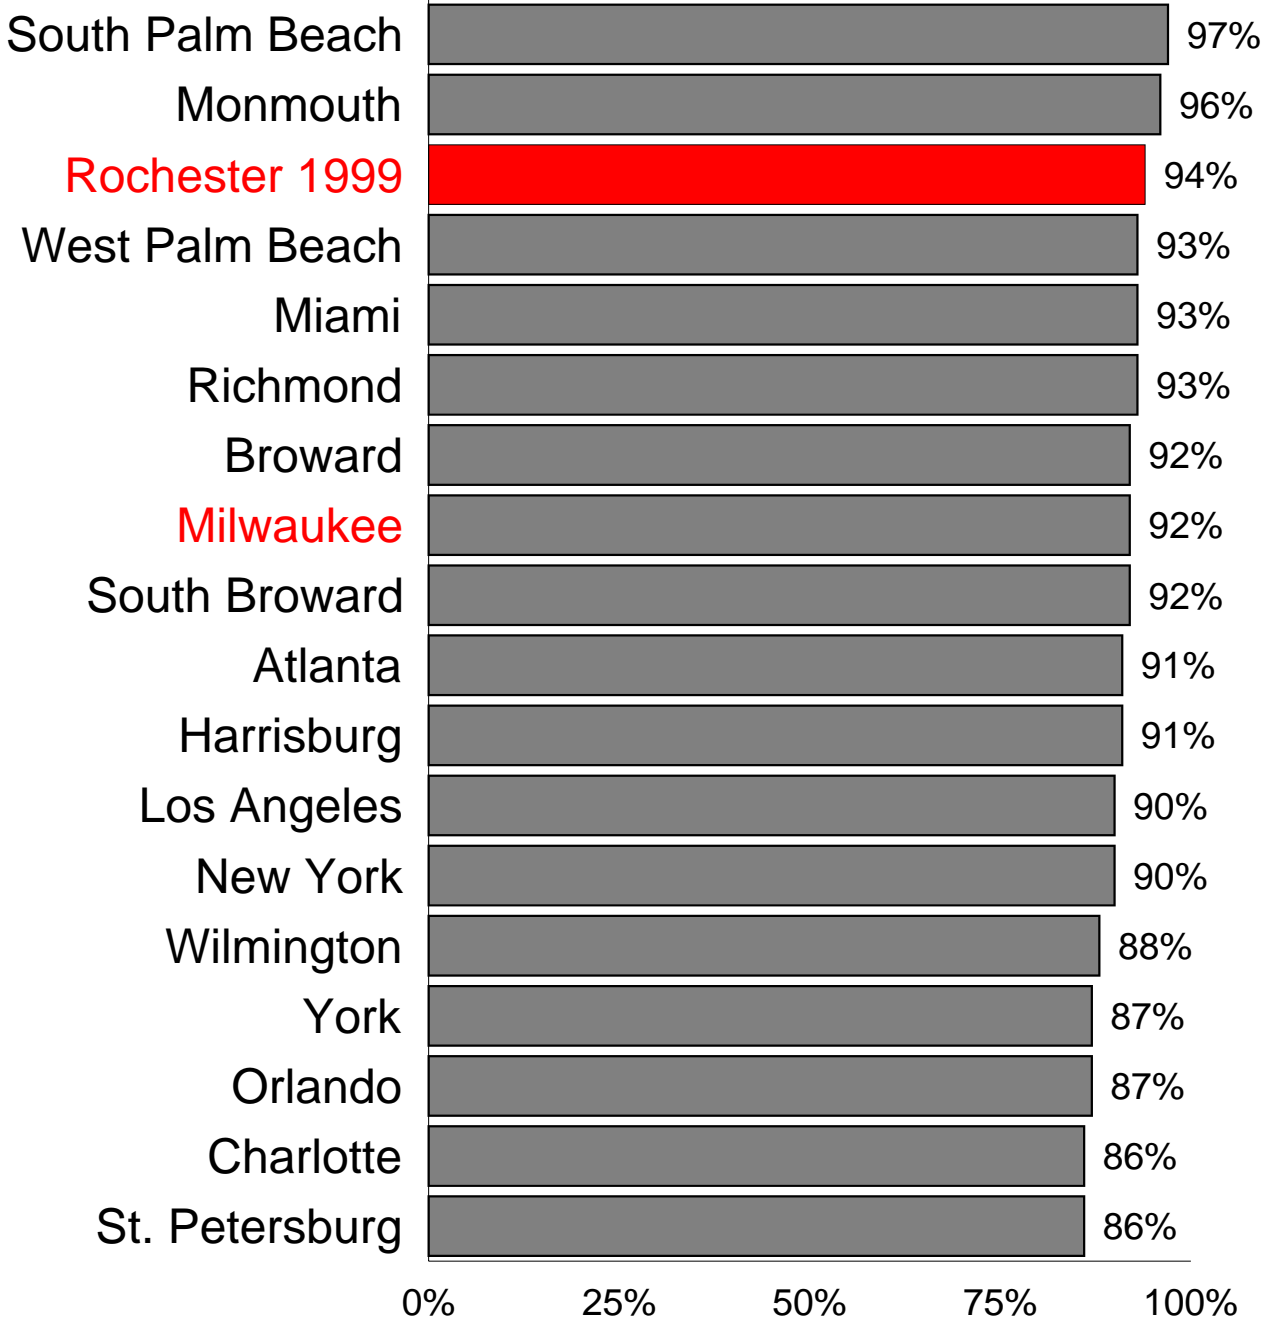 South Palm Beach 97%
Monmouth 96%
Rochester 1999 94%
West Palm Beach 93%
Miami 93%
Richmond 93%
Broward 92%
Milwaukee 92%
South Broward 92%
Atlanta 91%
Harrisburg 91%
Los Angeles 90%
New York 90%
Wilmington 88%
York 87%
Orlando 87%
Charlotte 86%
St. Petersburg 86%
0% 25% 50% 75% 100%